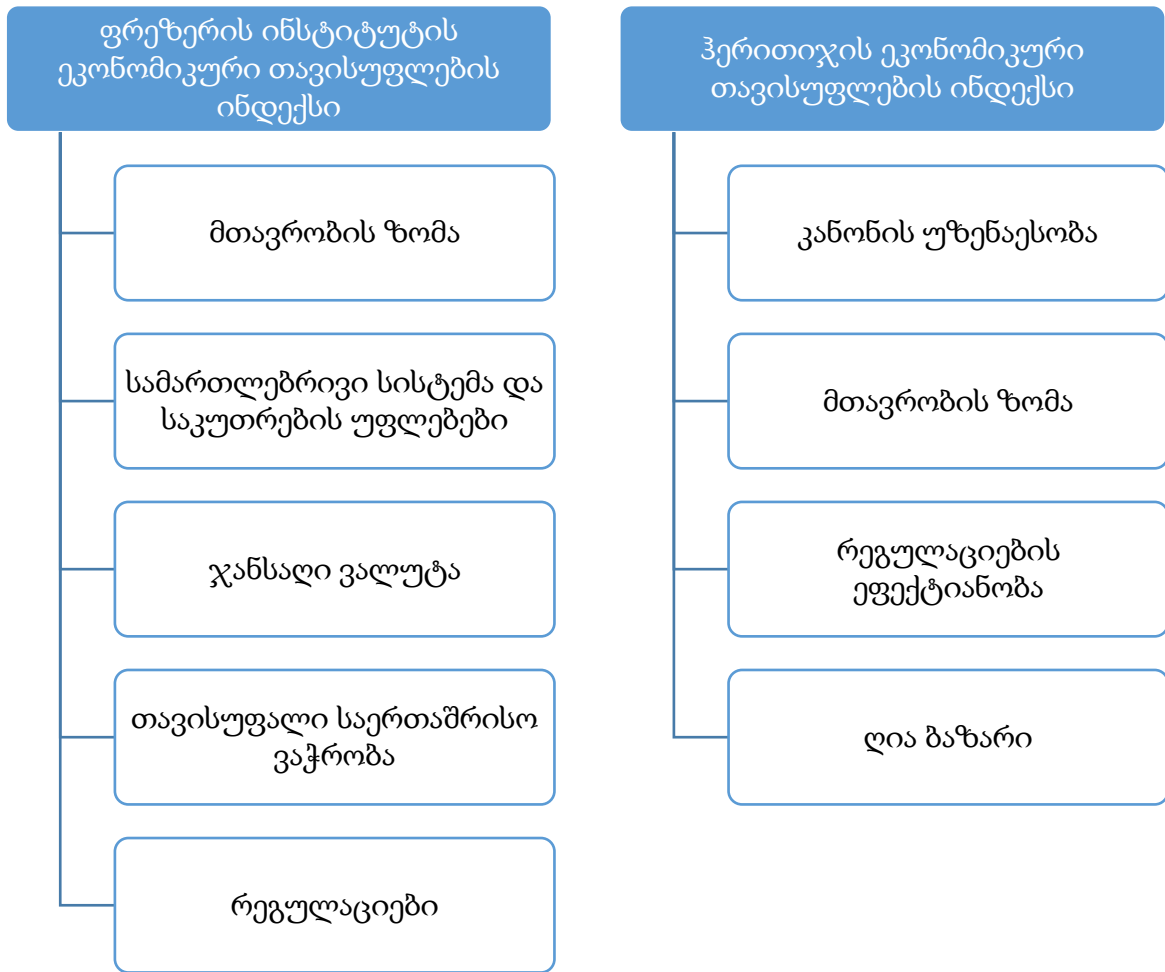 ფრეზერის ინსტიტუტის
ეკონომიკური თავისუფლების
ინდექსი
მთავრობის ზომა
სამართლებრივი სისტემა და
საკუთრების უფლებები
ჯანსაღი ვალუტა
თავისუფალი საერთაშრისო
ვაჭრობა
რეგულაციები
ჰერითიჯის ეკონომიკური
თავისუფლების ინდექსი
კანონის უზენაესობა
მთავრობის ზომა
რეგულაციების
ეფექტიანობა
ღია ბაზარი